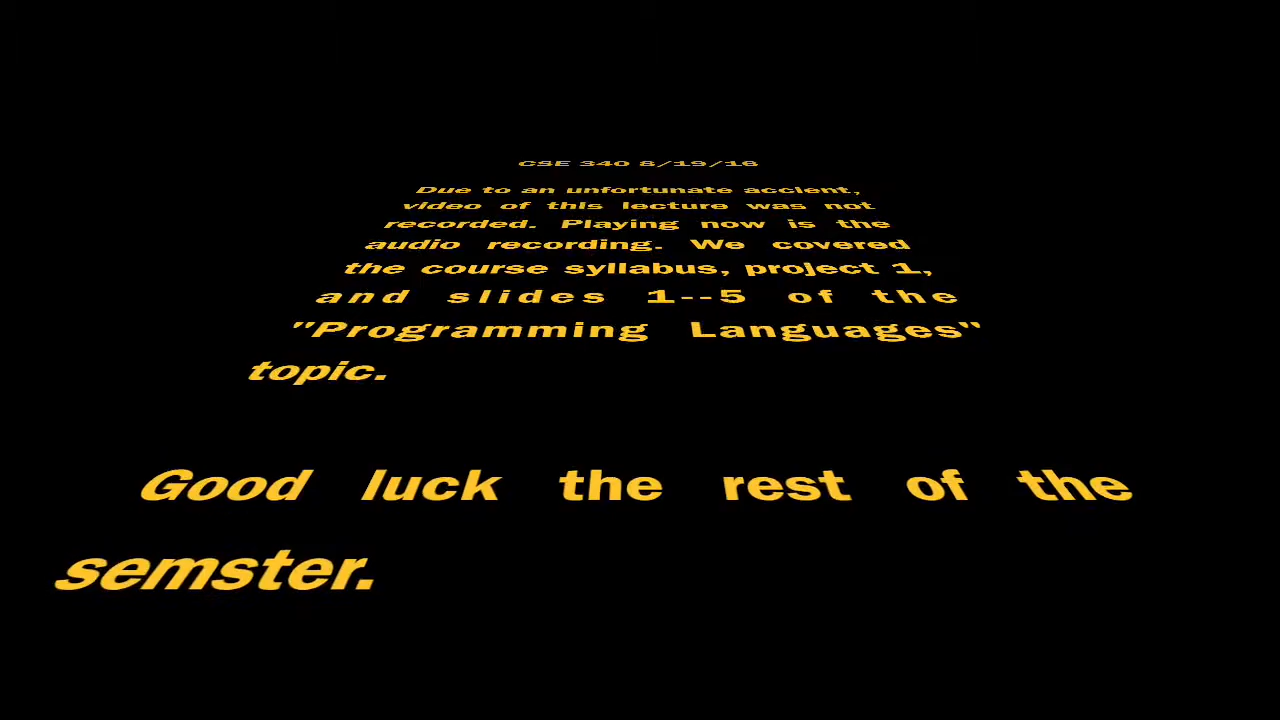 CSE 340 8/19/16
Due to an unfortunate accient,
video of this lecture was not
recorded. Playing now is the
audio recording. We covered
the course syllabus, project 1,
and slides 1--5 of the
"Programming Languages"
topic.
Good luck the rest of the
semster.